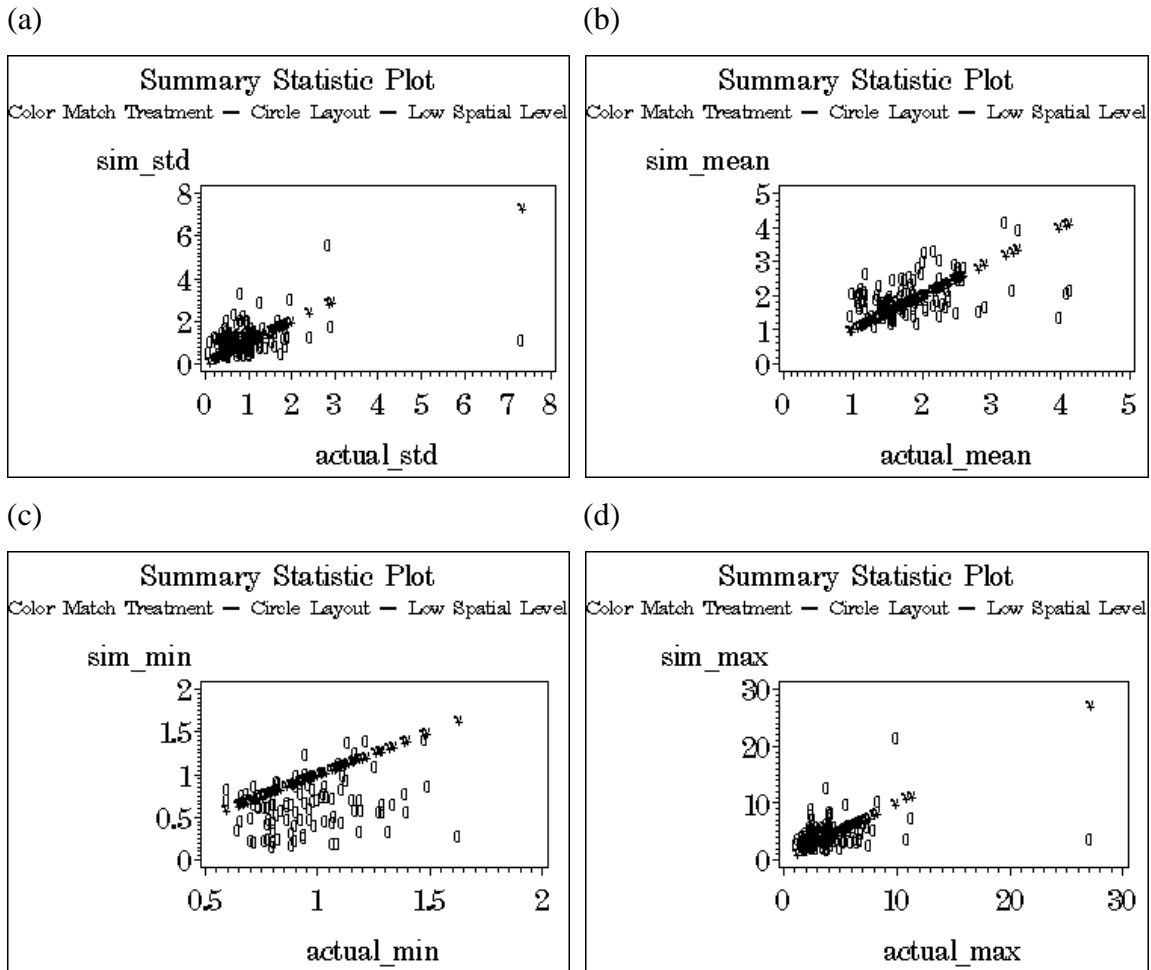 (a)
Summary Statistic Plot
Color Match Treatment — Circle Layout — Low Spatial Level
sim_std
8
6
4
2
0
0 1 2 3 4 5 6 7 8
actual_std
(b)
Summary Statistic Plot
Color Match Treatment — Circle Layout — Low Spatial Level
sim_mean
5
4
3
2
1
0
0 1 2 3 4 5
actual_mean
(c)
Summary Statistic Plot
Color Match Treatment — Circle Layout — Low Spatial Level
sim_min
2
1.5
1
0.5
0
0.5 1 1.5 2
actual_min
(d)
Summary Statistic Plot
Color Match Treatment — Circle Layout — Low Spatial Level
sim_max
30
20
10
0
0 10 20 30
actual_max